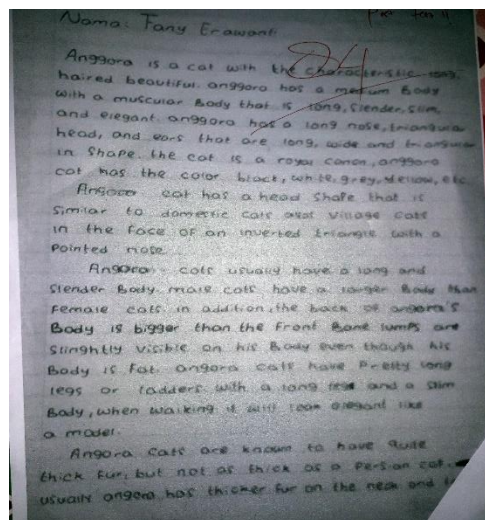 Nama: Fany Erawant
84
Anggora is a cat with the characteristic long
haired beautiful. anggora has a medium Body
with a muscular Body that is long, slender, slim,
and elegant. anggora has a long nose, triangular
head, and ears that are long, wide and triangular
in shape. the cat is a royal canon, anggora
cat has the color black, white, grey, yellow, etc
Angora cat has a head shape that is
similar to domestic cats village cats
in the face of an inverted triangle with a
pointed nose.
Angora cats usually have a long and
slender Body. male cats have a larger Body than
female cats in addition, the back of angora's
Body is bigger than the front Bone lumps are
slinghtly visible on his Body even though his
Body is fat. angora cats have pretty long
legs or ladders with a long legs and a slim
Body, when walking it will look elegant like
a model.
Angora cats are known to have quite
thick fur, but not as thick as a persian cat.
usually angora has thicker fur on the neck and